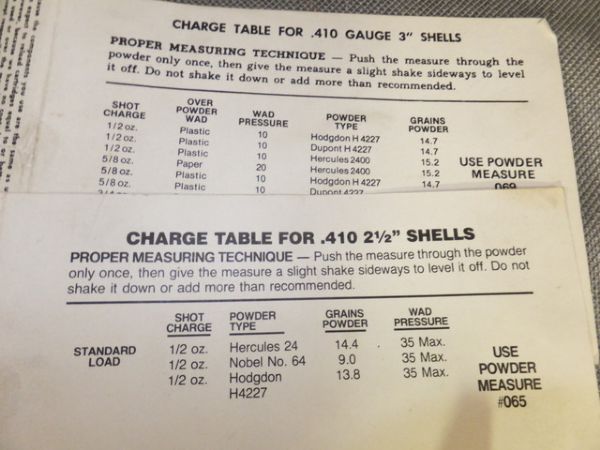 CHARGE TABLE FOR .410 GAUGE 3" SHELLS
PROPER MEASURING TECHNIQUE — Push the measure through the
powder only once, then give the measure a slight shake sideways to level
it off. Do not shake it down or add more than recommended.
SHOT CHARGE OVER POWDER WAD WAD PRESSURE POWDER TYPE GRAINS POWDER
1/2 oz. Plastic 10 Hodgdon H 4227 14.7
1/2 oz. Plastic 10 Dupont H 4227 14.7
1/2 oz. Plastic 10 Hercules 2400 15.2
5/8 oz. Paper 20 Hercules 2400 15.2
5/8 oz. Plastic 10 Hodgdon H 4227 14.7
5/8 oz. Plastic 10 Dupont 4227
USE POWDER
MEASURE
069
CHARGE TABLE FOR .410 2½" SHELLS
PROPER MEASURING TECHNIQUE — Push the measure through the powder
only once, then give the measure a slight shake sideways to level it off. Do not
shake it down or add more than recommended.
SHOT CHARGE POWDER TYPE GRAINS POWDER WAD PRESSURE
STANDARD LOAD
1/2 oz. Hercules 24 14.4 35 Max.
1/2 oz. Nobel No. 64 9.0 35 Max.
1/2 oz. Hodgdon 13.8 35 Max.
H4227
USE
POWDER
MEASURE
#065